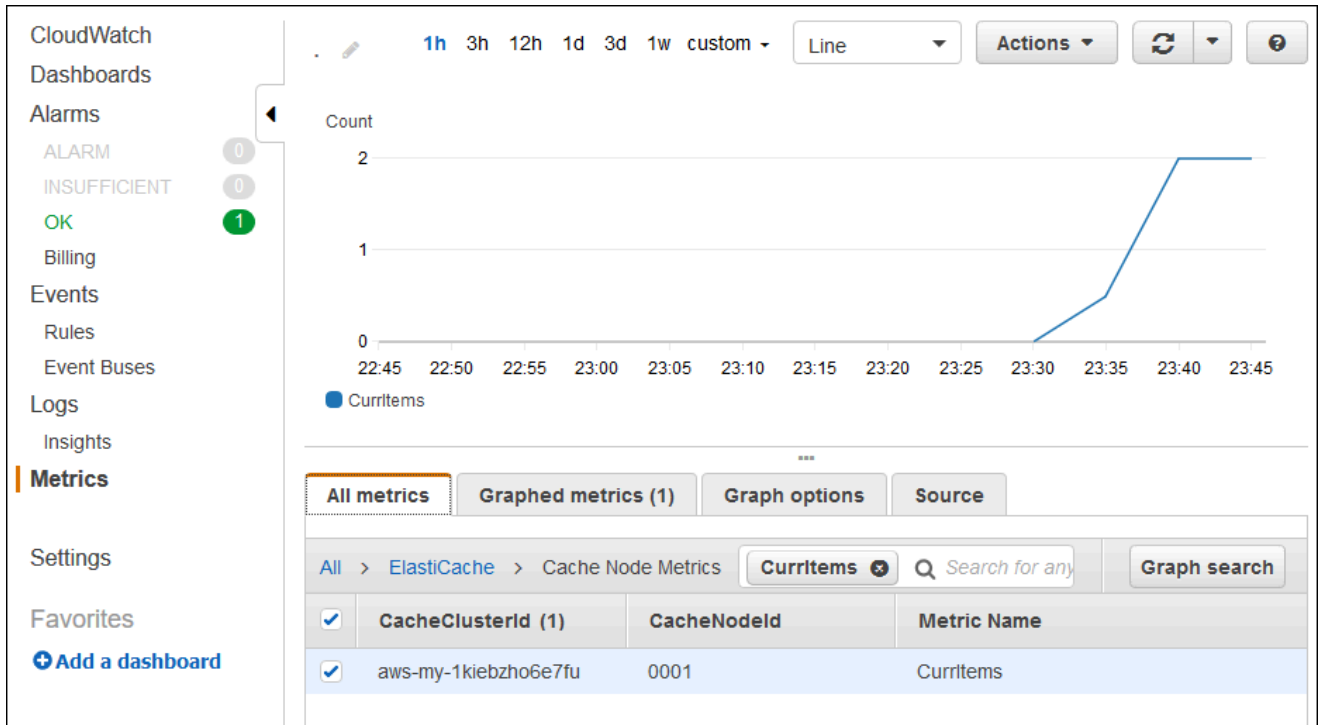 CloudWatch
Dashboards
Alarms
ALARM 0
INSUFFICIENT 0
OK 1
Billing
Events
Rules
Event Buses
Logs
Insights
Metrics
Settings
Favorites
Add a dashboard
. 1h 3h 12h 1d 3d 1w custom Line Actions
Count
2
1
0
22:45 22:50 22:55 23:00 23:05 23:10 23:15 23:20 23:25 23:30 23:35 23:40 23:45
CurrItems
All metrics Graphed metrics (1) Graph options Source
All > ElastiCache > Cache Node Metrics CurrItems Search for any Graph search
CacheClusterId (1) CacheNodeId Metric Name
aws-my-1kiebzho6e7fu 0001 CurrItems